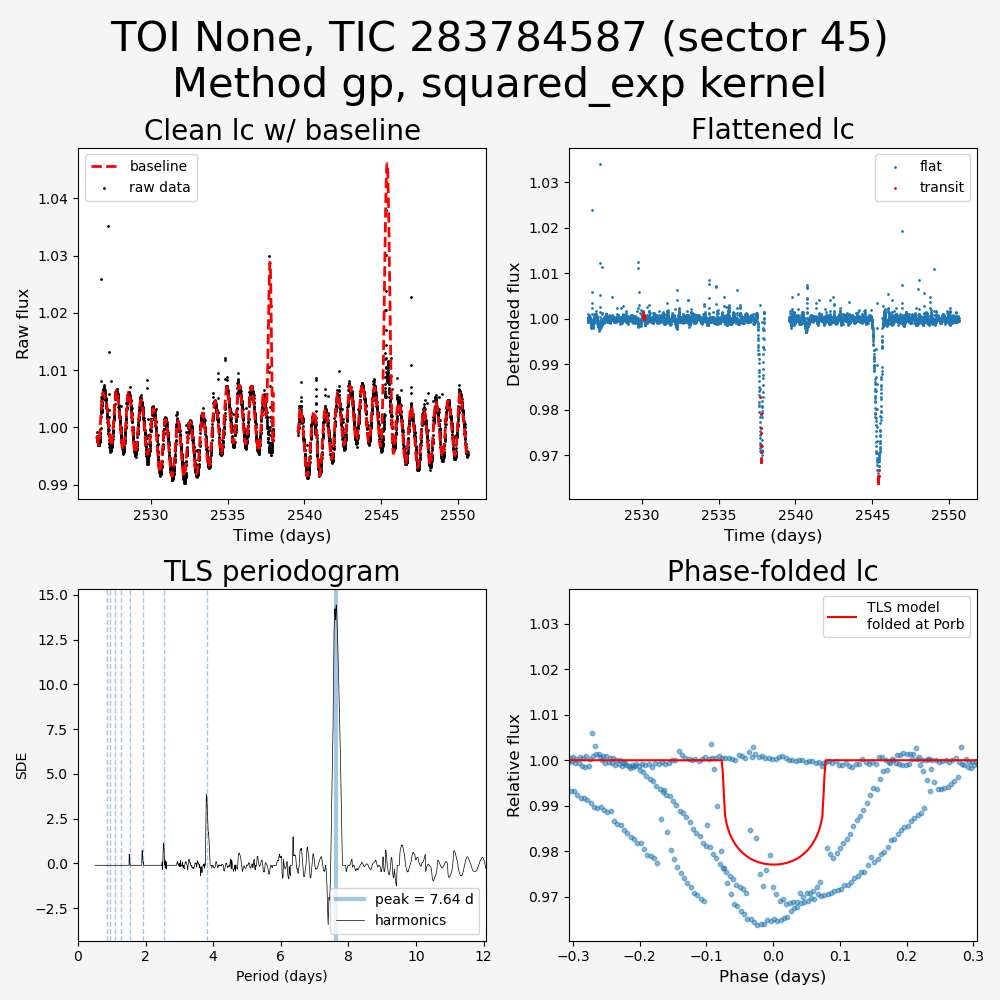 TOI None, TIC 283784587 (sector 45)
Method gp, squared_exp kernel
Clean lc w/ baseline
baseline
raw data
1.04
1.03
1.02
1.01
1.00
0.99
Raw flux
2530
2535
2540
2545
2550
Time (days)
Flattened lc
flat
transit
1.03
1.02
1.01
1.00
0.99
0.98
0.97
Detrended flux
2530
2535
2540
2545
2550
Time (days)
TLS periodogram
15.0
12.5
10.0
7.5
5.0
2.5
0.0
−2.5
SDE
peak = 7.64 d
harmonics
0
2
4
6
8
10
12
Period (days)
Phase-folded lc
TLS model
folded at Porb
1.03
1.02
1.01
1.00
0.99
0.98
0.97
Relative flux
−0.3
−0.2
−0.1
0.0
0.1
0.2
0.3
Phase (days)